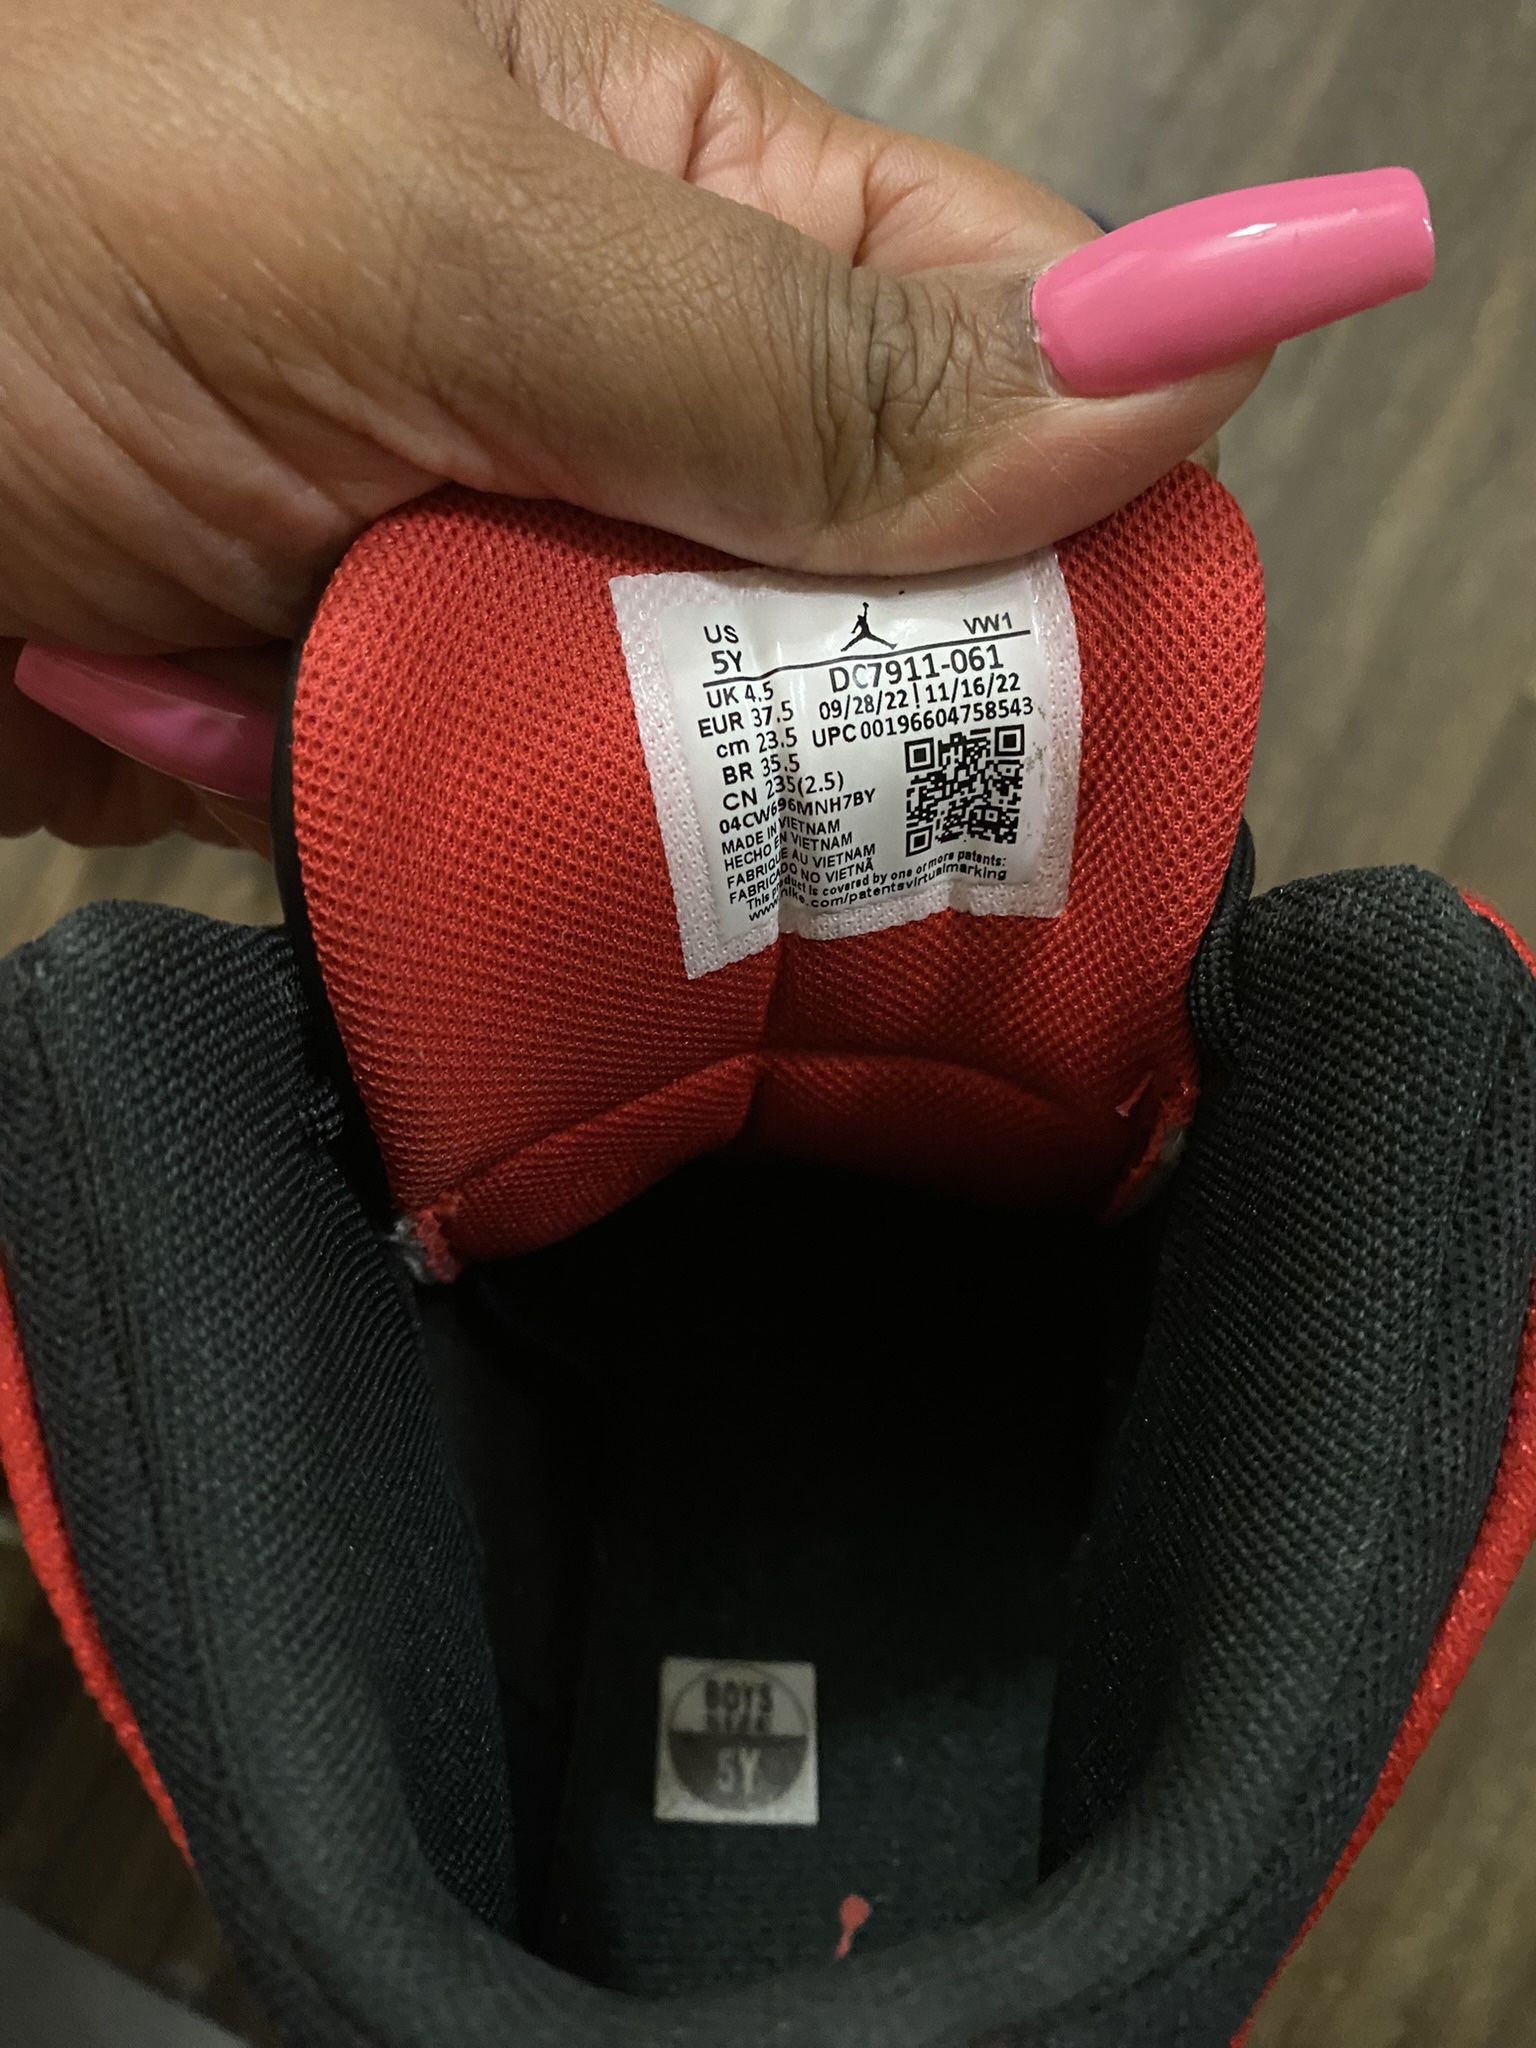 US VW1
5Y DC7911-061
UK 4.5 09/28/22 | 11/16/22
EUR 37.5 UPC 00196604758543
cm 23.5
BR 35.5
CN 235(2.5)
04CW696MNH7BY
MADE IN VIETNAM
HECHO EN VIETNAM
FABRIQUE AU VIETNAM
FABRICADO NO VIETNÃ
This product is covered by one or more patents:
www.nike.com/patentsvirtualmarking
BOYS
SIZE
5Y